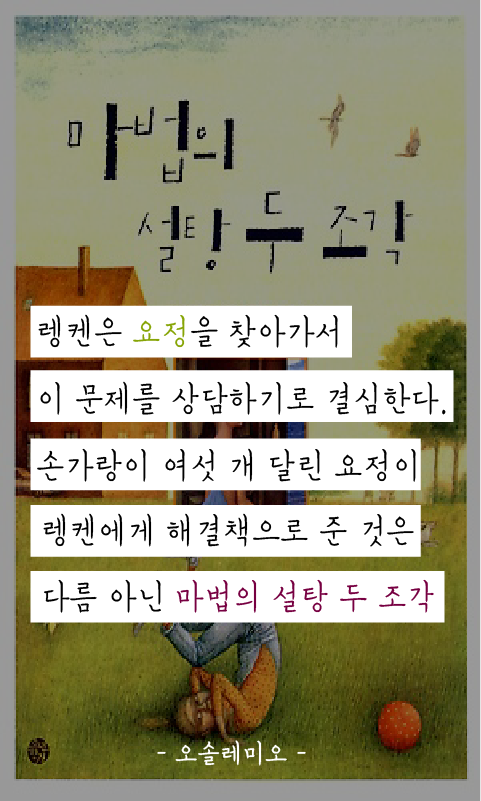 마법의
설탕 두 조각
렝켄은 요정을 찾아가서
이 문제를 상담하기로 결심한다.
손가랑이 여섯 개 달린 요정이
렝켄에게 해결책으로 준 것은
다름 아닌 마법의 설탕 두 조각
- 오솔레미오 -